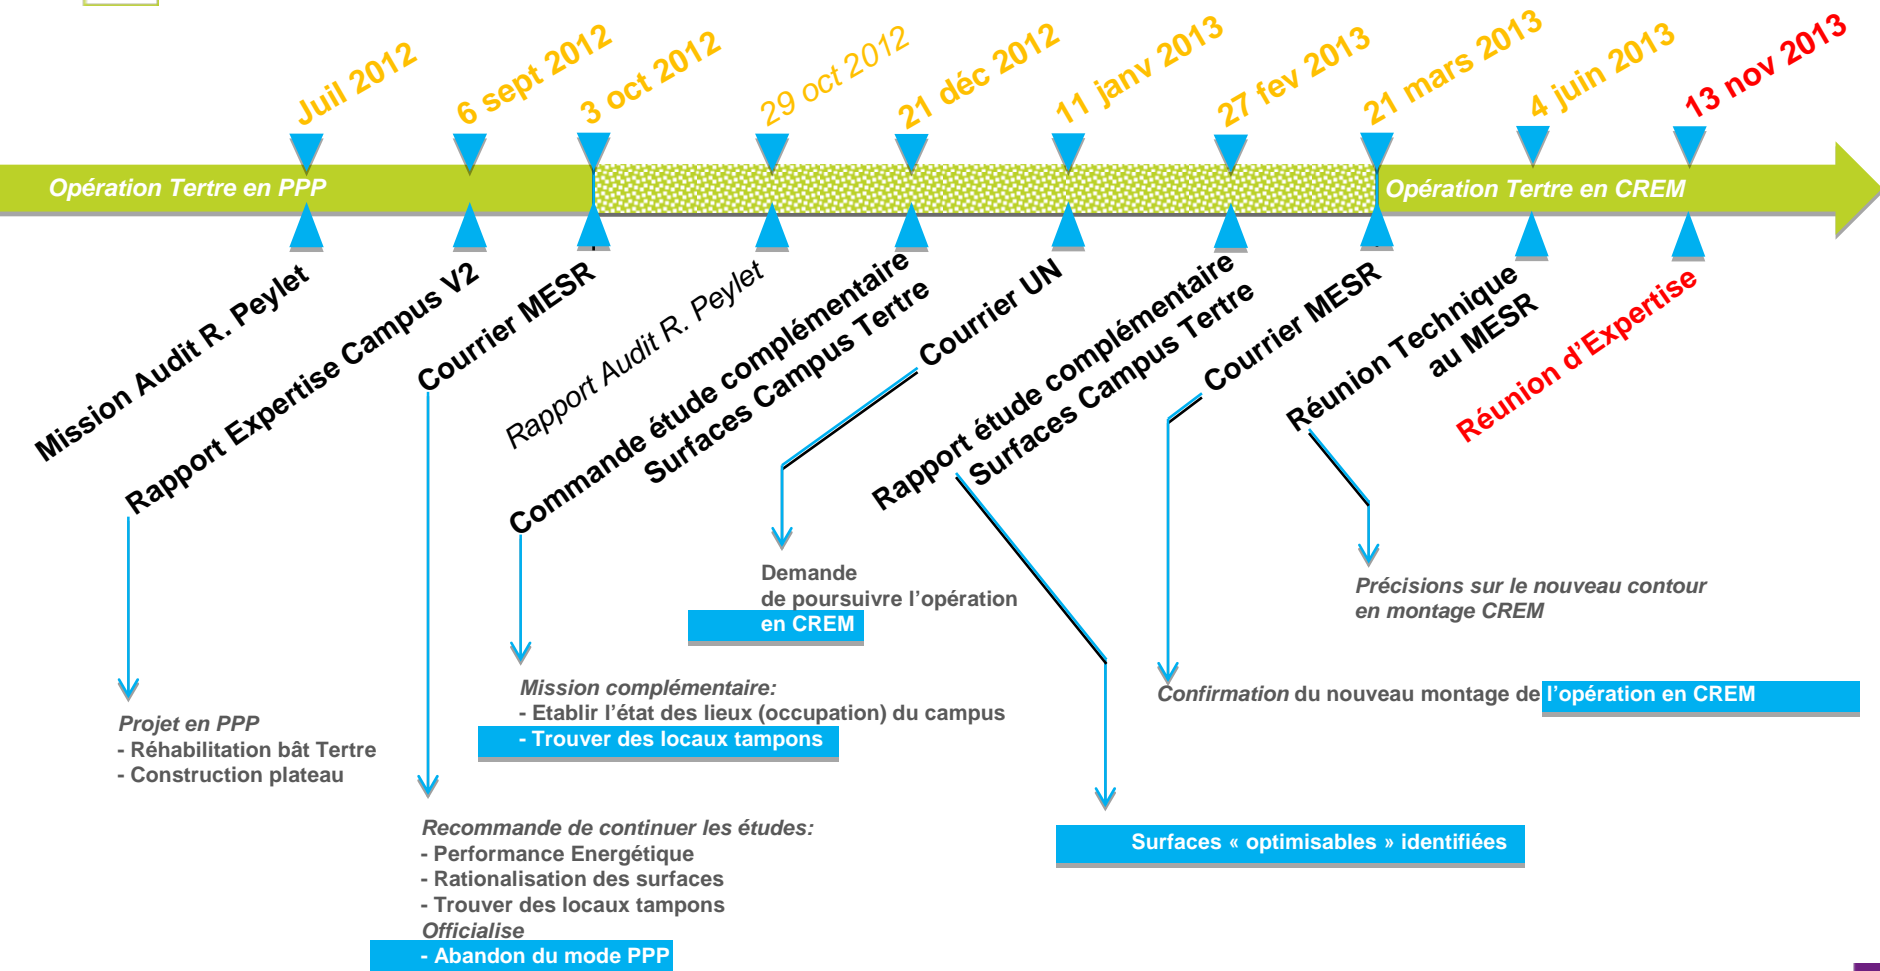 Juil 2012
6 sept 2012
3 oct 2012
29 oct 2012
21 déc 2012
11 janv 2013
27 fev 2013
21 mars 2013
4 juin 2013
13 nov 2013
Opération Tertre en PPP
Opération Tertre en CREM
Mission Audit R. Peylet
Rapport Expertise Campus V2
Courrier MESR
Rapport Audit R. Peylet
Commande étude complémentaire
Surfaces Campus Tertre
Courrier UN
Rapport étude complémentaire
Surfaces Campus Tertre
Courrier MESR
Réunion Technique
au MESR
Réunion d'Expertise
Projet en PPP
- Réhabilitation bât Tertre
- Construction plateau
Recommande de continuer les études:
- Performance Energétique
- Rationalisation des surfaces
- Trouver des locaux tampons
Officialise
- Abandon du mode PPP
Mission complémentaire:
- Etablir l'état des lieux (occupation) du campus
- Trouver des locaux tampons
Demande
de poursuivre l'opération
en CREM
Surfaces « optimisables » identifiées
Confirmation du nouveau montage de l'opération en CREM
Précisions sur le nouveau contour
en montage CREM